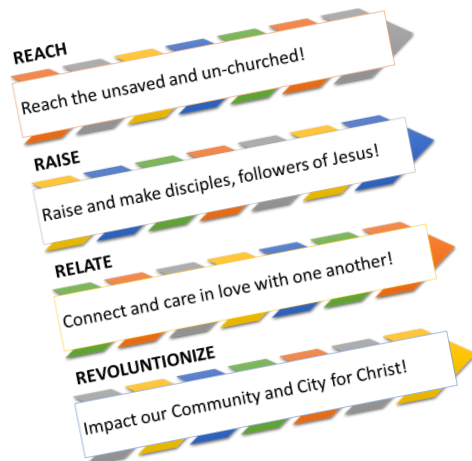 REACH
Reach the unsaved and un-churched!
RAISE
Raise and make disciples, followers of Jesus!
RELATE
Connect and care in love with one another!
REVOLUNTIONIZE
Impact our Community and City for Christ!